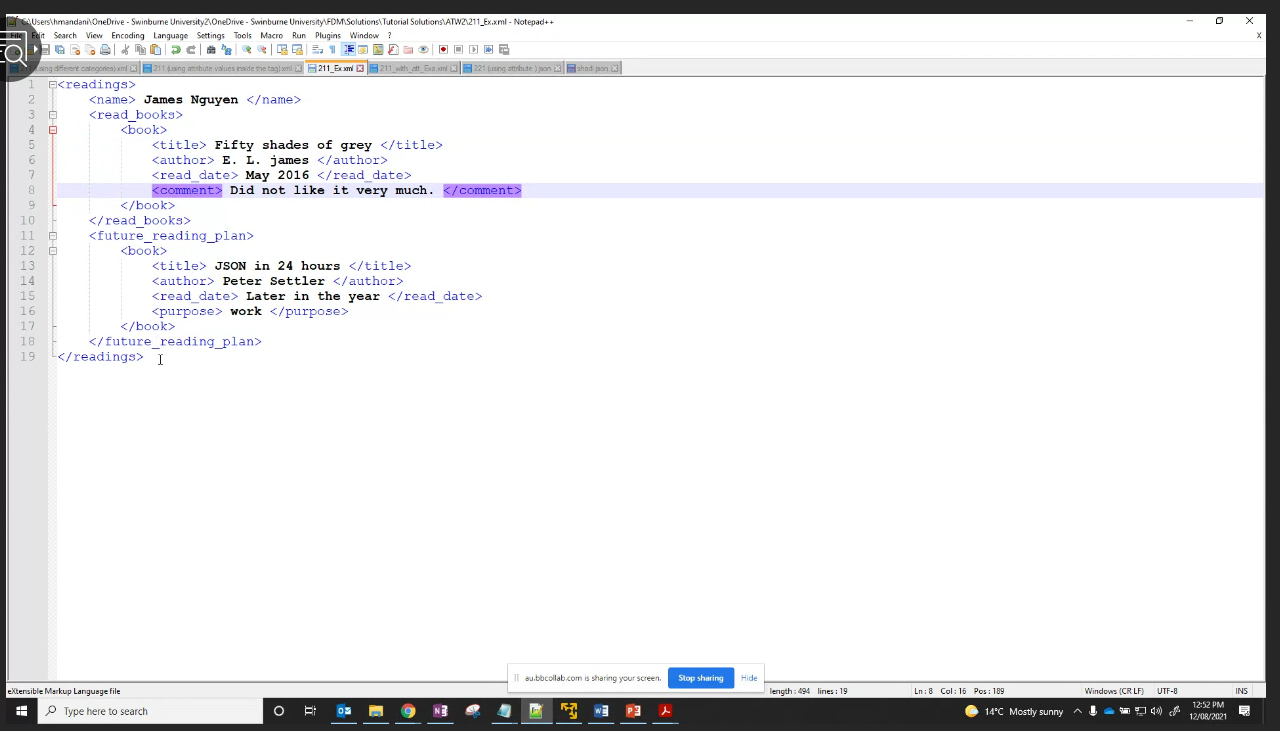 C:\Users\hmandani\OneDrive - Swinburne University2\OneDrive - Swinburne University\FDM\Solutions\Tutorial Solutions\ATW2\211_Ex.xml - Notepad++
File Edit Search View Encoding Language Settings Tools Macro Run Plugins Window ? X
(using different categories).xml 211 (using attribute values inside the tag).xml 211_Ex.xml 211_with_att_Exa.xml 221 (using attribute ).json shadi.json
1 <readings>
2 <name> James Nguyen </name>
3 <read_books>
4 <book>
5 <title> Fifty shades of grey </title>
6 <author> E. L. james </author>
7 <read_date> May 2016 </read_date>
8 <comment> Did not like it very much. </comment>
9 </book>
10 </read_books>
11 <future_reading_plan>
12 <book>
13 <title> JSON in 24 hours </title>
14 <author> Peter Settler </author>
15 <read_date> Later in the year </read_date>
16 <purpose> work </purpose>
17 </book>
18 </future_reading_plan>
19 </readings>
au.bbcollab.com is sharing your screen. Stop sharing Hide
eXtensible Markup Language file length : 494 lines : 19 Ln : 8 Col : 16 Pos : 189 Windows (CR LF) UTF-8 INS
Type here to search 14°C Mostly sunny 12:52 PM
12/08/2021